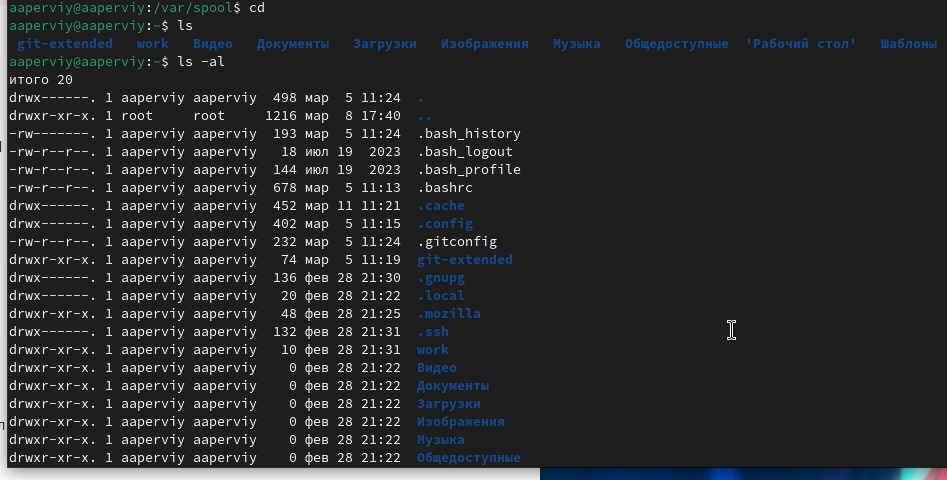 aaperviy@aaperviy:/var/spool$ cd
aaperviy@aaperviy:~$ ls
git-extended   work   Видео   Документы   Загрузки   Изображения   Музыка   Общедоступные  'Рабочий стол'   Шаблоны
aaperviy@aaperviy:~$ ls -al
итого 20
drwx------. 1 aaperviy aaperviy  498 мар  5 11:24  .
drwxr-xr-x. 1 root     root     1216 мар  8 17:40  ..
-rw-------. 1 aaperviy aaperviy  193 мар  5 11:24  .bash_history
-rw-r--r--. 1 aaperviy aaperviy   18 июл 19  2023  .bash_logout
-rw-r--r--. 1 aaperviy aaperviy  144 июл 19  2023  .bash_profile
-rw-r--r--. 1 aaperviy aaperviy  678 мар  5 11:13  .bashrc
drwx------. 1 aaperviy aaperviy  452 мар 11 11:21  .cache
drwx------. 1 aaperviy aaperviy  402 мар  5 11:15  .config
-rw-r--r--. 1 aaperviy aaperviy  232 мар  5 11:24  .gitconfig
drwxr-xr-x. 1 aaperviy aaperviy   74 мар  5 11:19  git-extended
drwx------. 1 aaperviy aaperviy  136 фев 28 21:30  .gnupg
drwx------. 1 aaperviy aaperviy   20 фев 28 21:22  .local
drwxr-xr-x. 1 aaperviy aaperviy   48 фев 28 21:25  .mozilla
drwx------. 1 aaperviy aaperviy  132 фев 28 21:31  .ssh
drwxr-xr-x. 1 aaperviy aaperviy   10 фев 28 21:31  work
drwxr-xr-x. 1 aaperviy aaperviy    0 фев 28 21:22  Видео
drwxr-xr-x. 1 aaperviy aaperviy    0 фев 28 21:22  Документы
drwxr-xr-x. 1 aaperviy aaperviy    0 фев 28 21:22  Загрузки
drwxr-xr-x. 1 aaperviy aaperviy    0 фев 28 21:22  Изображения
drwxr-xr-x. 1 aaperviy aaperviy    0 фев 28 21:22  Музыка
drwxr-xr-x. 1 aaperviy aaperviy    0 фев 28 21:22  Общедоступные